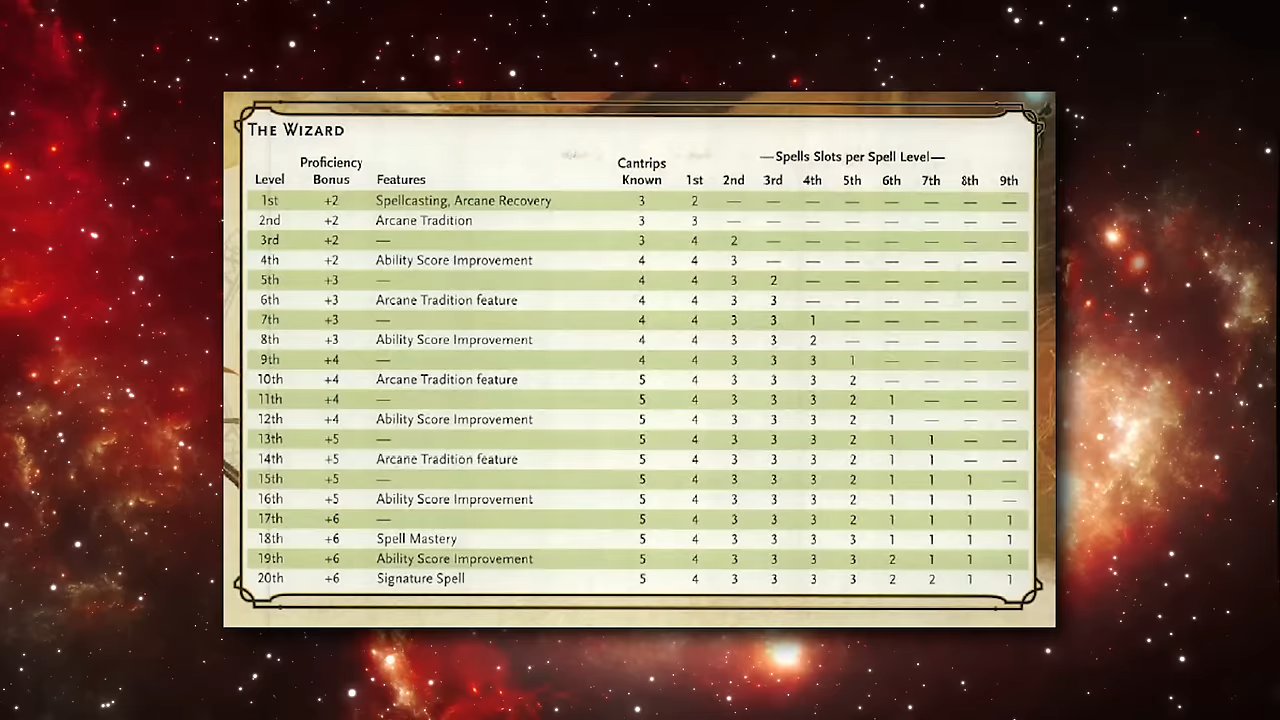 THE WIZARD
—Spells Slots per Spell Level—
Proficiency Cantrips
Level Bonus Features Known 1st 2nd 3rd 4th 5th 6th 7th 8th 9th
1st +2 Spellcasting, Arcane Recovery 3 2 — — — — — — — —
2nd +2 Arcane Tradition 3 3 — — — — — — — —
3rd +2 — 3 4 2 — — — — — — —
4th +2 Ability Score Improvement 4 4 3 — — — — — — —
5th +3 — 4 4 3 2 — — — — — —
6th +3 Arcane Tradition feature 4 4 3 3 — — — — — —
7th +3 — 4 4 3 3 1 — — — — —
8th +3 Ability Score Improvement 4 4 3 3 2 — — — — —
9th +4 — 4 4 3 3 3 1 — — — —
10th +4 Arcane Tradition feature 5 4 3 3 3 2 — — — —
11th +4 — 5 4 3 3 3 2 1 — — —
12th +4 Ability Score Improvement 5 4 3 3 3 2 1 — — —
13th +5 — 5 4 3 3 3 2 1 1 — —
14th +5 Arcane Tradition feature 5 4 3 3 3 2 1 1 — —
15th +5 — 5 4 3 3 3 2 1 1 1 —
16th +5 Ability Score Improvement 5 4 3 3 3 2 1 1 1 —
17th +6 — 5 4 3 3 3 2 1 1 1 1
18th +6 Spell Mastery 5 4 3 3 3 3 1 1 1 1
19th +6 Ability Score Improvement 5 4 3 3 3 3 2 1 1 1
20th +6 Signature Spell 5 4 3 3 3 3 2 2 1 1